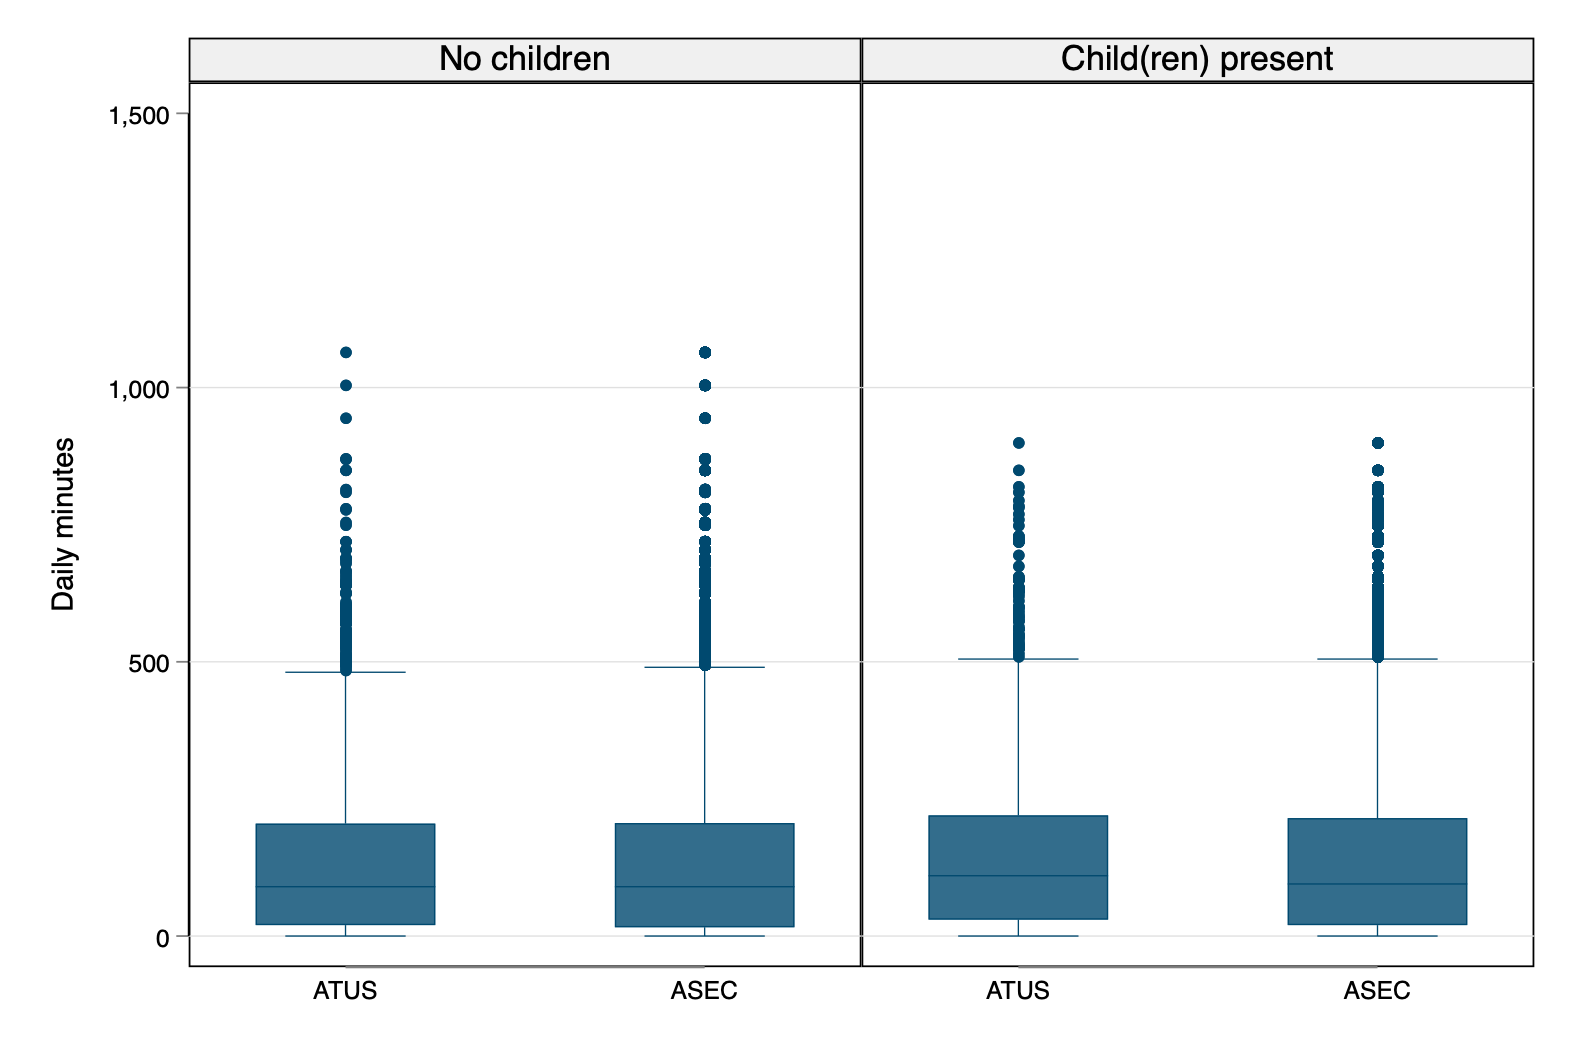 No children
Child(ren) present
1,500
1,000
500
0
Daily minutes
ATUS
ASEC
ATUS
ASEC